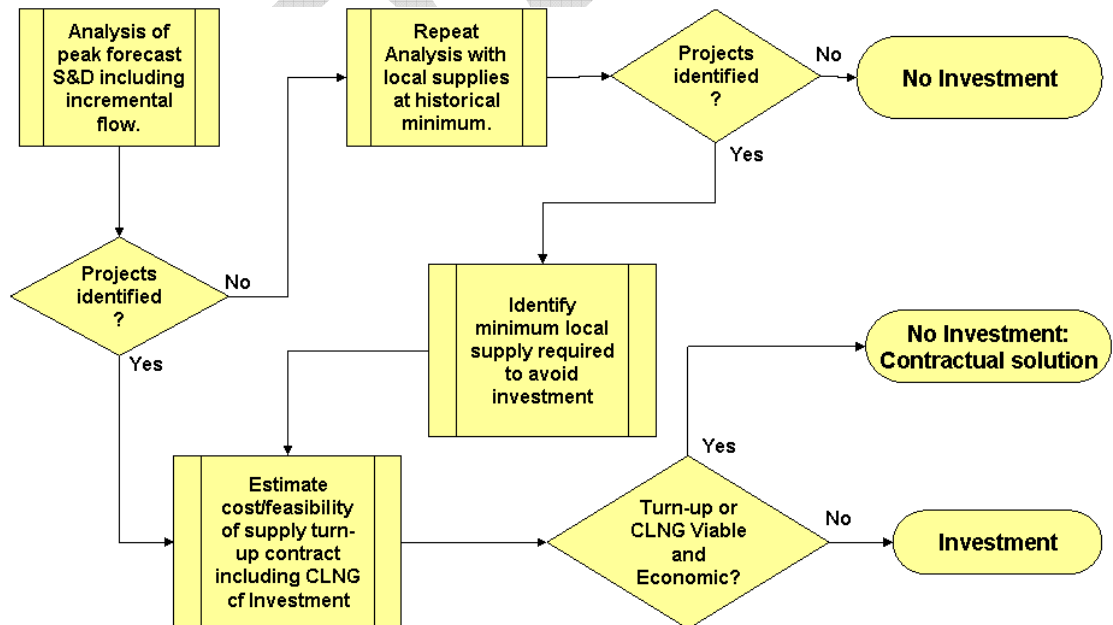 Analysis of
peak forecast
S&D including
incremental
flow.
Repeat
Analysis with
local supplies
at historical
minimum.
Projects
identified
?
No
No Investment
Yes
Projects
identified
?
No
Yes
Identify
minimum local
supply required
to avoid
investment
No Investment:
Contractual solution
Estimate
cost/feasibility
of supply turn-
up contract
including CLNG
cf Investment
Turn-up or
CLNG Viable
and
Economic?
Yes
No
Investment